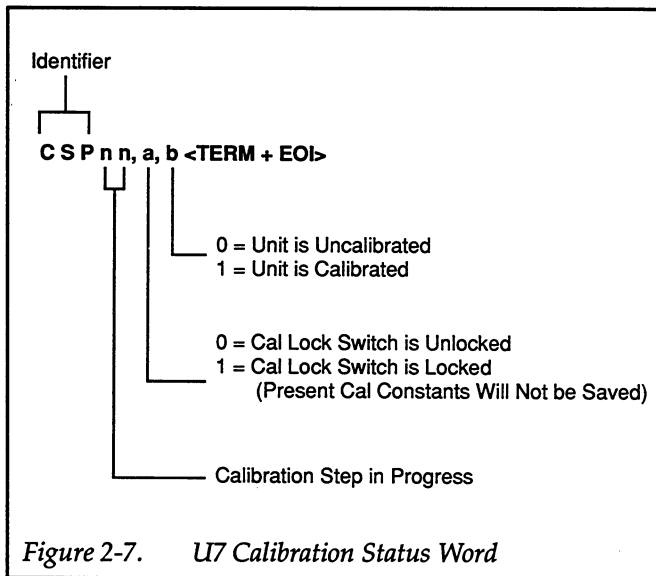 Identifier
C S P n n, a, b <TERM + EOI>
0 = Unit is Uncalibrated
1 = Unit is Calibrated
0 = Cal Lock Switch is Unlocked
1 = Cal Lock Switch is Locked
(Present Cal Constants Will Not be Saved)
Calibration Step in Progress
Figure 2-7. U7 Calibration Status Word